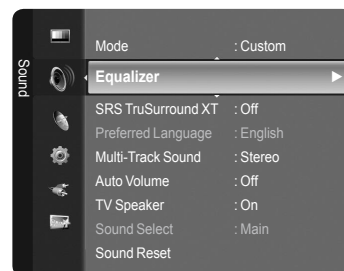 Sound
Mode : Custom
Equalizer
SRS TruSurround XT : Off
Preferred Language : English
Multi-Track Sound : Stereo
Auto Volume : Off
TV Speaker : On
Sound Select : Main
Sound Reset